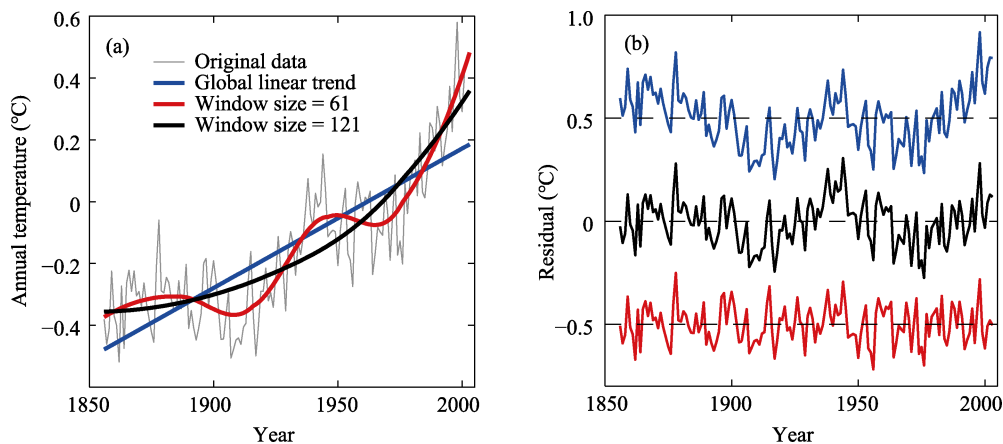 (a)
Original data
Global linear trend
Window size = 61
Window size = 121
0.6
0.4
0.2
0
−0.2
−0.4
Annual temperature (℃)
1850
1900
1950
2000
Year
(b)
1.0
0.5
0
−0.5
Residual (℃)
1850
1900
1950
2000
Year